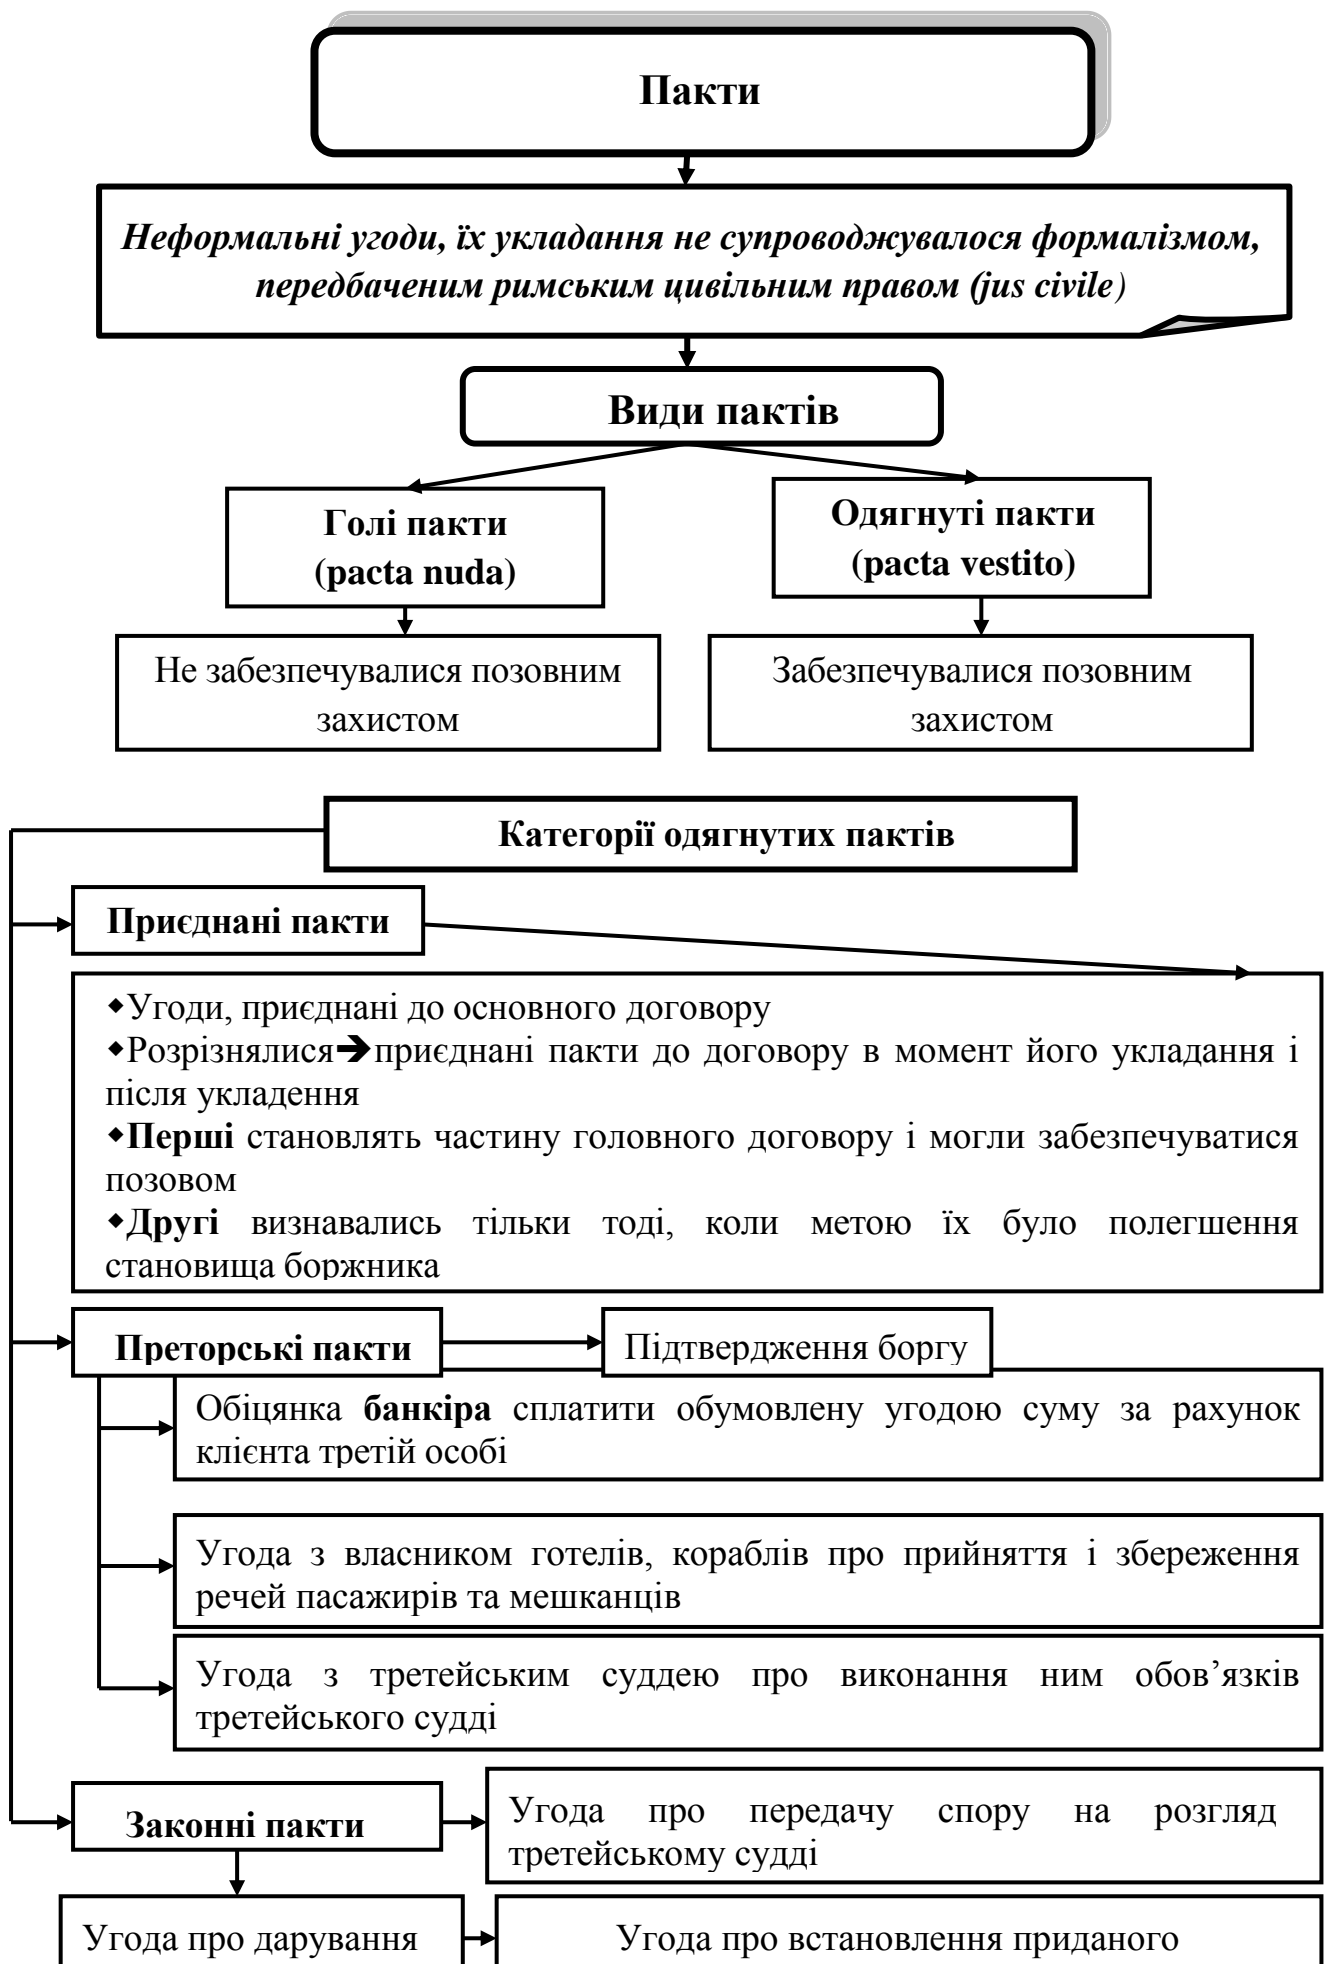 Пакти
Неформальні угоди, їх укладання не супроводжувалося формалізмом,
передбаченим римським цивільним правом (jus civile)
Види пактів
Голі пакти
(pacta nuda)
Одягнуті пакти
(pacta vestito)
Не забезпечувалися позовним
захистом
Забезпечувалися позовним
захистом
Категорії одягнутих пактів
Приєднані пакти
◆Угоди, приєднані до основного договору
◆Розрізнялися➔приєднані пакти до договору в момент його укладання і
після укладення
◆Перші становлять частину головного договору і могли забезпечуватися
позовом
◆Другі визнавались тільки тоді, коли метою їх було полегшення
становища боржника
Преторські пакти
Підтвердження боргу
Обіцянка банкіра сплатити обумовлену угодою суму за рахунок
клієнта третій особі
Угода з власником готелів, кораблів про прийняття і збереження
речей пасажирів та мешканців
Угода з третейським суддею про виконання ним обов’язків
третейського судді
Законні пакти
Угода про передачу спору на розгляд
третейському судді
Угода про дарування
Угода про встановлення приданого